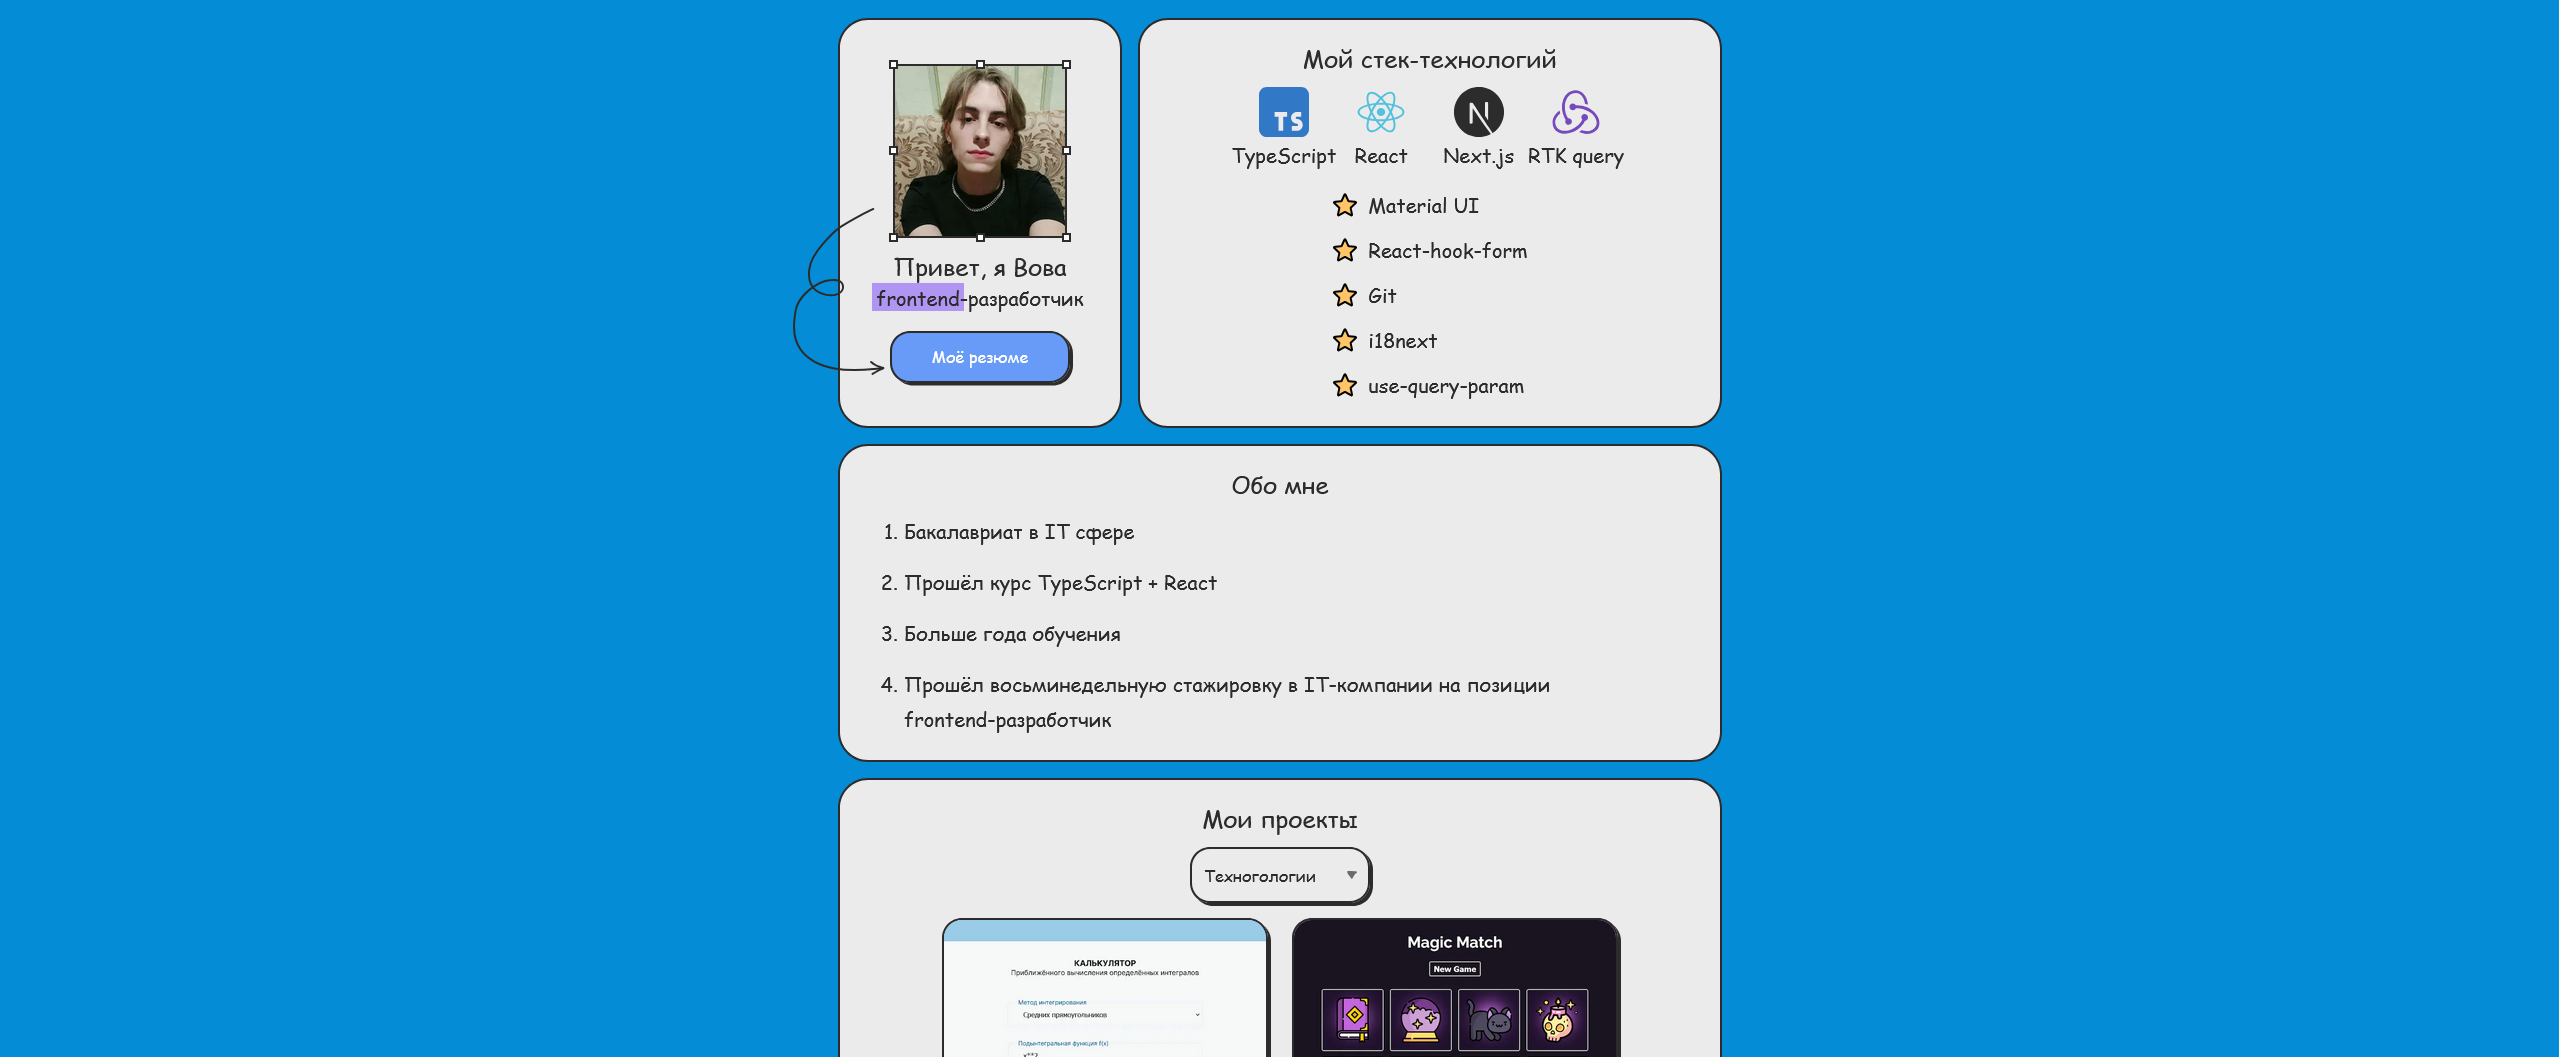 Привет, я Вова
frontend-разработчик
Моё резюме
Мой стек-технологий
TS
N
TypeScript React Next.js RTK query
Material UI
React-hook-form
Git
i18next
use-query-param
Обо мне
1. Бакалавриат в IT сфере
2. Прошёл курс TypeScript + React
3. Больше года обучения
4. Прошёл восьминедельную стажировку в IT-компании на позиции
frontend-разработчик
Мои проекты
Техногологии
КАЛЬКУЛЯТОР
Приближённого вычисления определённых интегралов
Метод интегрирования
Средних прямоугольников
Подынтегральная функция f(x)
Magic Match
New Game